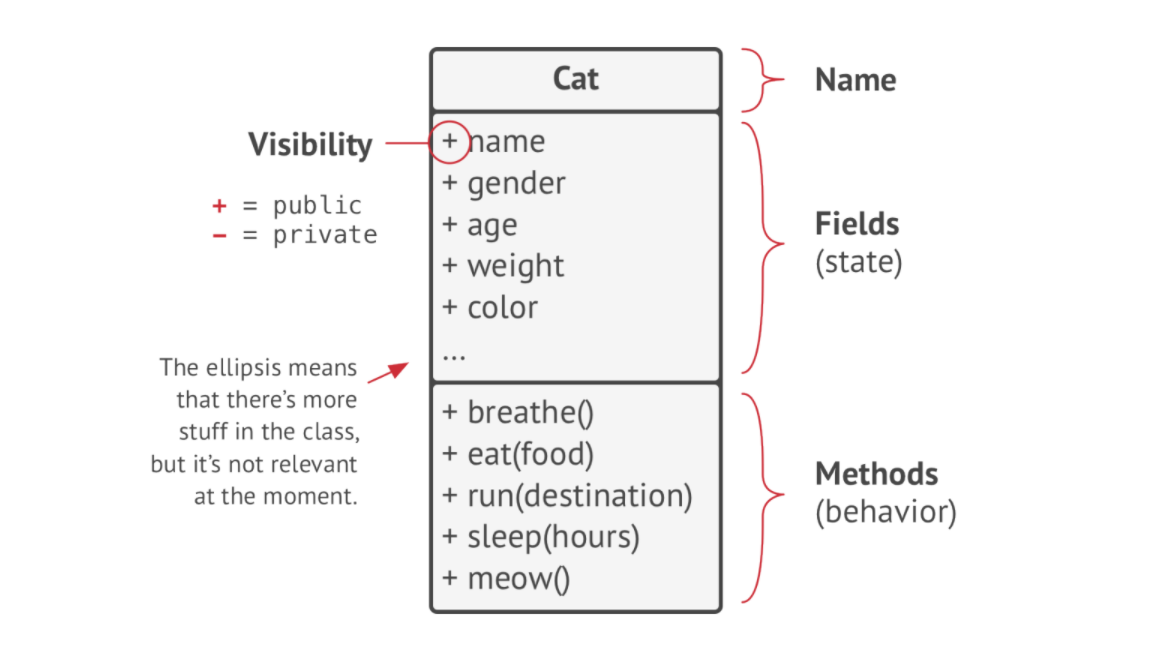 Cat
Name
Visibility
+ = public
– = private
+ name
+ gender
+ age
+ weight
+ color
...
Fields
(state)
The ellipsis means
that there’s more
stuff in the class,
but it’s not relevant
at the moment.
+ breathe()
+ eat(food)
+ run(destination)
+ sleep(hours)
+ meow()
Methods
(behavior)